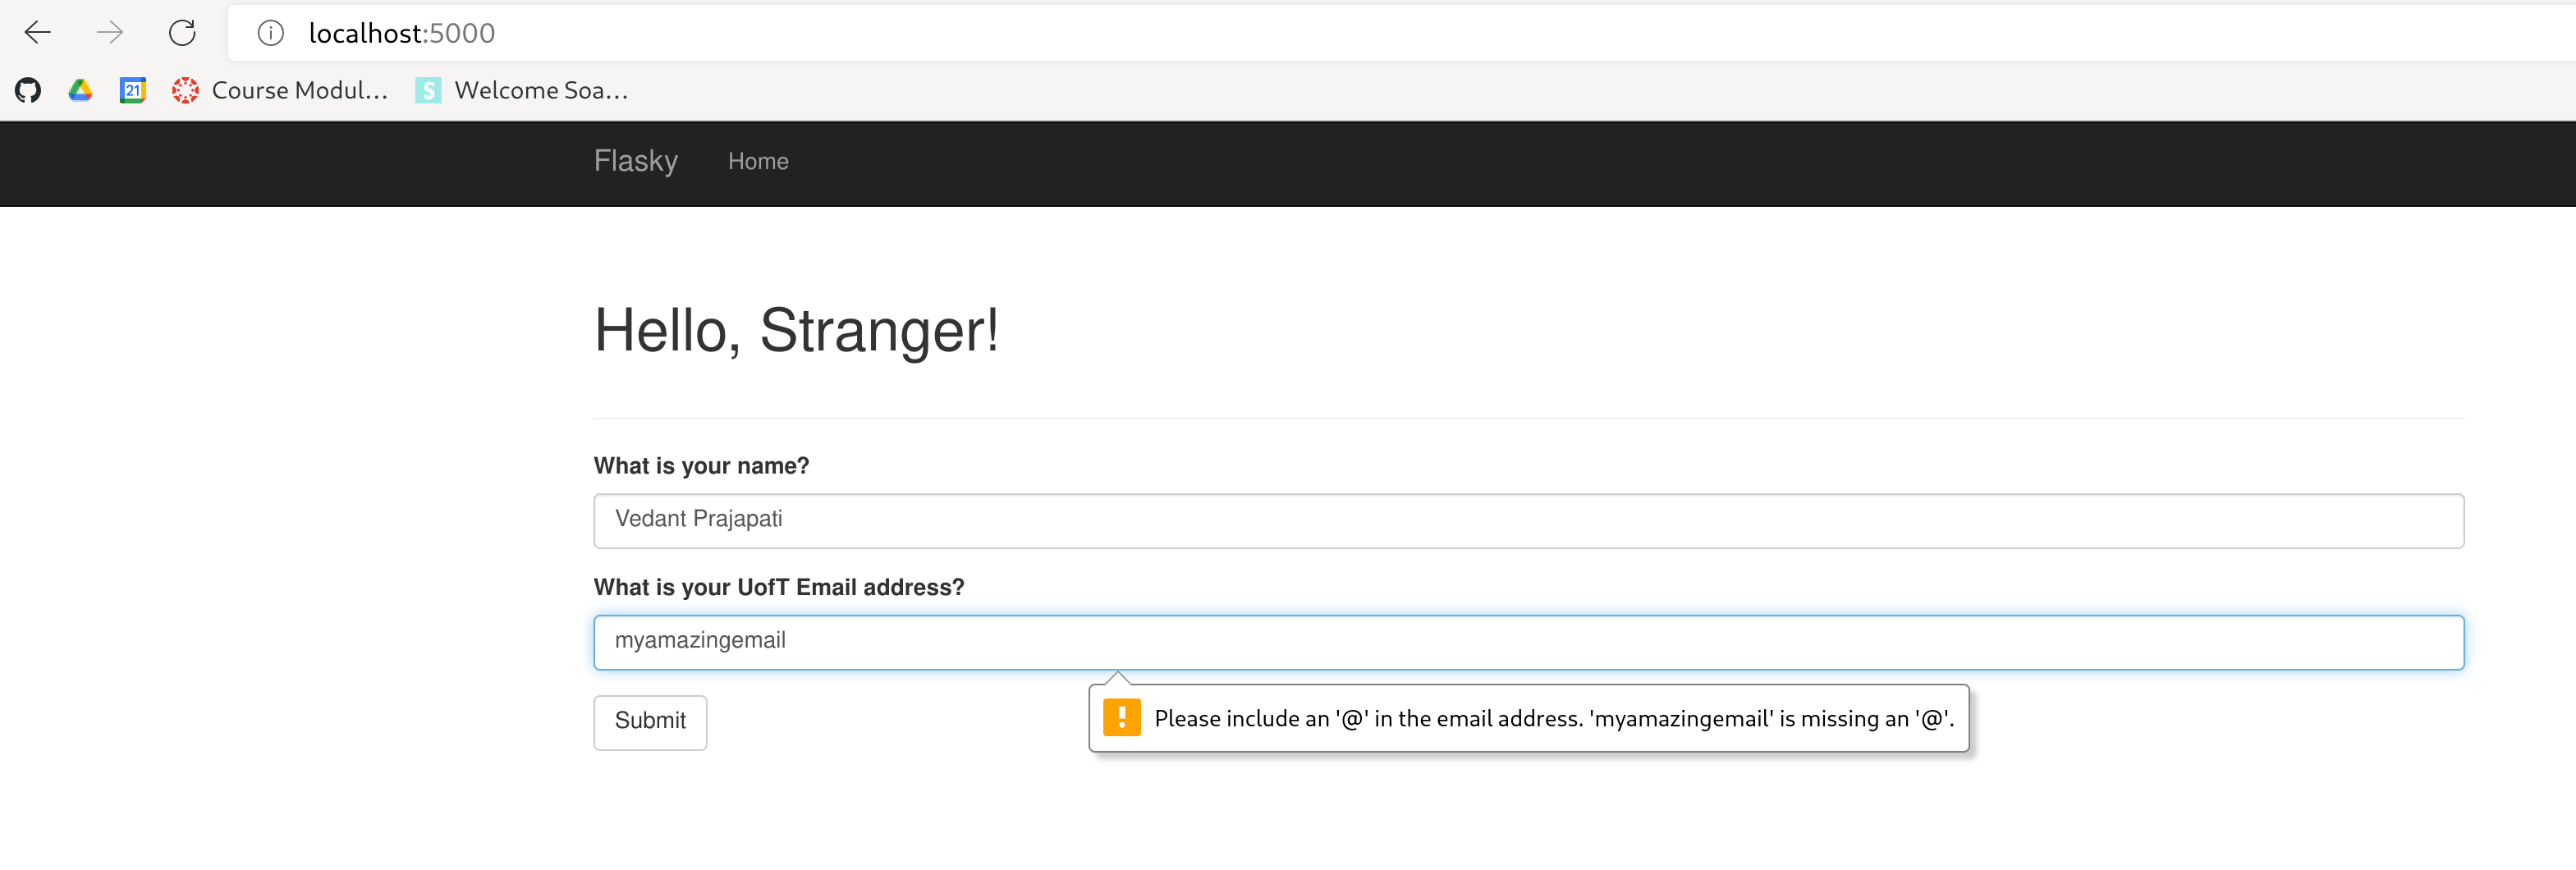 localhost:5000
21 Course Modul... S Welcome Soa...
Flasky Home
Hello, Stranger!
What is your name?
Vedant Prajapati
What is your UofT Email address?
myamazingemail
Submit
! Please include an '@' in the email address. 'myamazingemail' is missing an '@'.